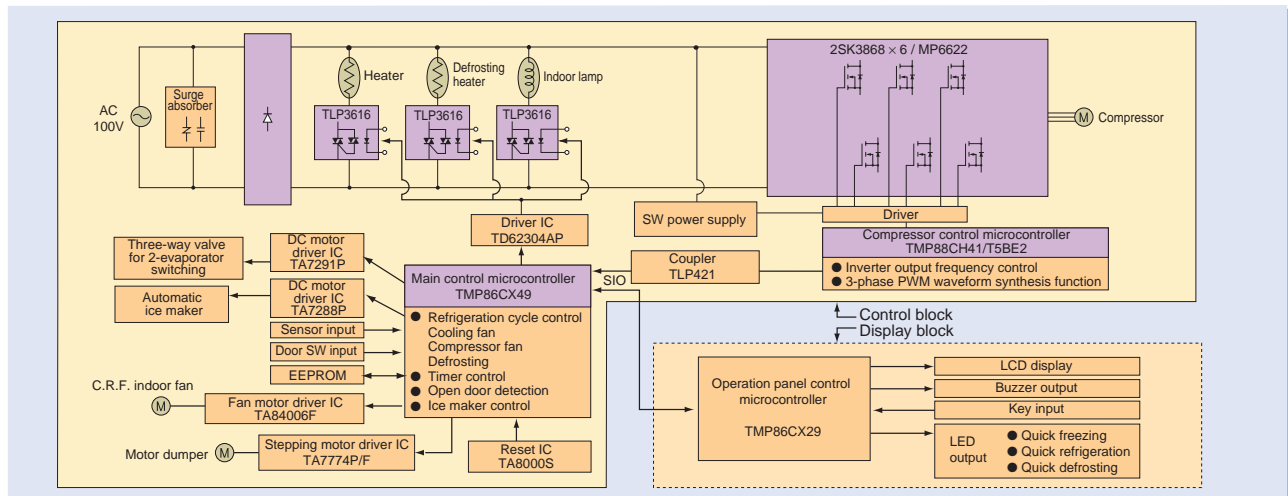 AC
100V
Surge
absorber
Heater
Defrosting
heater
Indoor lamp
TLP3616
TLP3616
TLP3616
2SK3868 × 6 / MP6622
M
Compressor
Driver IC
TD62304AP
SW power supply
Driver
Compressor control microcontroller
TMP88CH41/T5BE2
● Inverter output frequency control
● 3-phase PWM waveform synthesis function
Three-way valve
for 2-evaporator
switching
DC motor
driver IC
TA7291P
Automatic
ice maker
DC motor
driver IC
TA7288P
Main control microcontroller
TMP86CX49
SIO
Coupler
TLP421
● Refrigeration cycle control
Cooling fan
Compressor fan
Defrosting
● Timer control
● Open door detection
● Ice maker control
Sensor input
Door SW input
EEPROM
C.R.F. indoor fan
M
Fan motor driver IC
TA84006F
Motor dumper
M
Stepping motor driver IC
TA7774P/F
Reset IC
TA8000S
Control block
Display block
Operation panel control
microcontroller
TMP86CX29
LCD display
Buzzer output
Key input
LED
output
● Quick freezing
● Quick refrigeration
● Quick defrosting